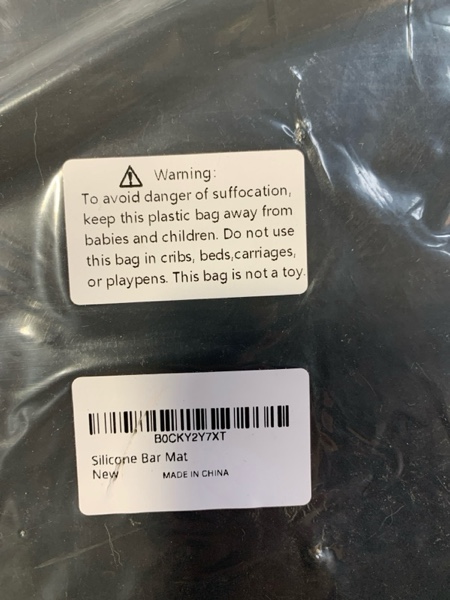 Warning:
To avoid danger of suffocation,
keep this plastic bag away from
babies and children. Do not use
this bag in cribs, beds,carriages,
or playpens. This bag is not a toy.
B0CKY2Y7XT
Silicone Bar Mat
New MADE IN CHINA